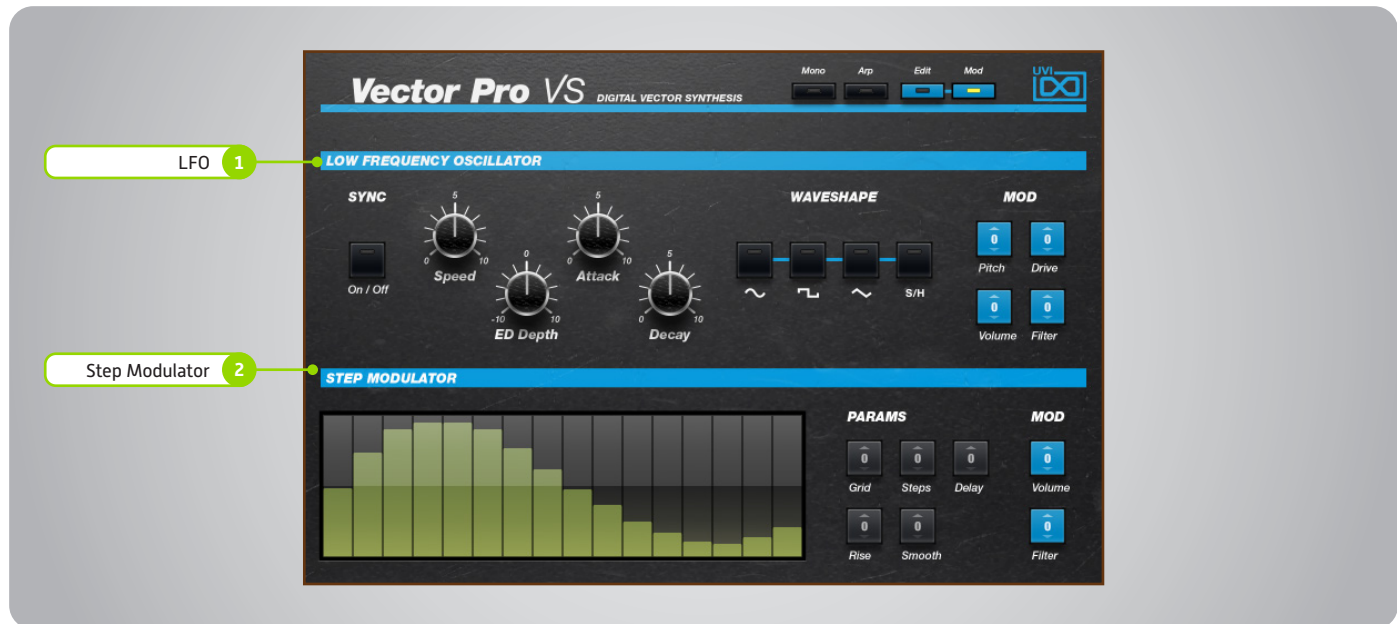 Vector Pro VS DIGITAL VECTOR SYNTHESIS
Mono Arp Edit Mod
UVI
LFO 1
LOW FREQUENCY OSCILLATOR
SYNC
On / Off
0 5 10
Speed
-10 0 10
ED Depth
0 5 10
Attack
0 5 10
Decay
WAVESHAPE
S/H
MOD
0 0
Pitch Drive
0 0
Volume Filter
Step Modulator 2
STEP MODULATOR
PARAMS
0 0 0
Grid Steps Delay
0 0
Rise Smooth
MOD
0
Volume
0
Filter